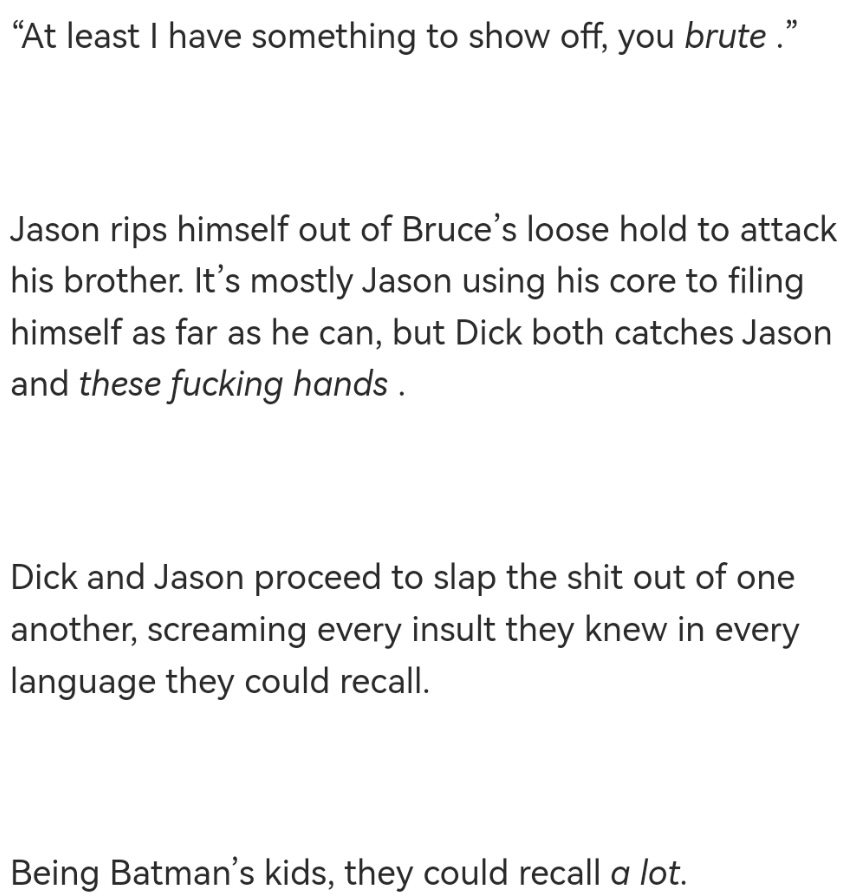 “At least I have something to show off, you brute .”
Jason rips himself out of Bruce’s loose hold to attack
his brother. It’s mostly Jason using his core to filing
himself as far as he can, but Dick both catches Jason
and these fucking hands .
Dick and Jason proceed to slap the shit out of one
another, screaming every insult they knew in every
language they could recall.
Being Batman’s kids, they could recall a lot.